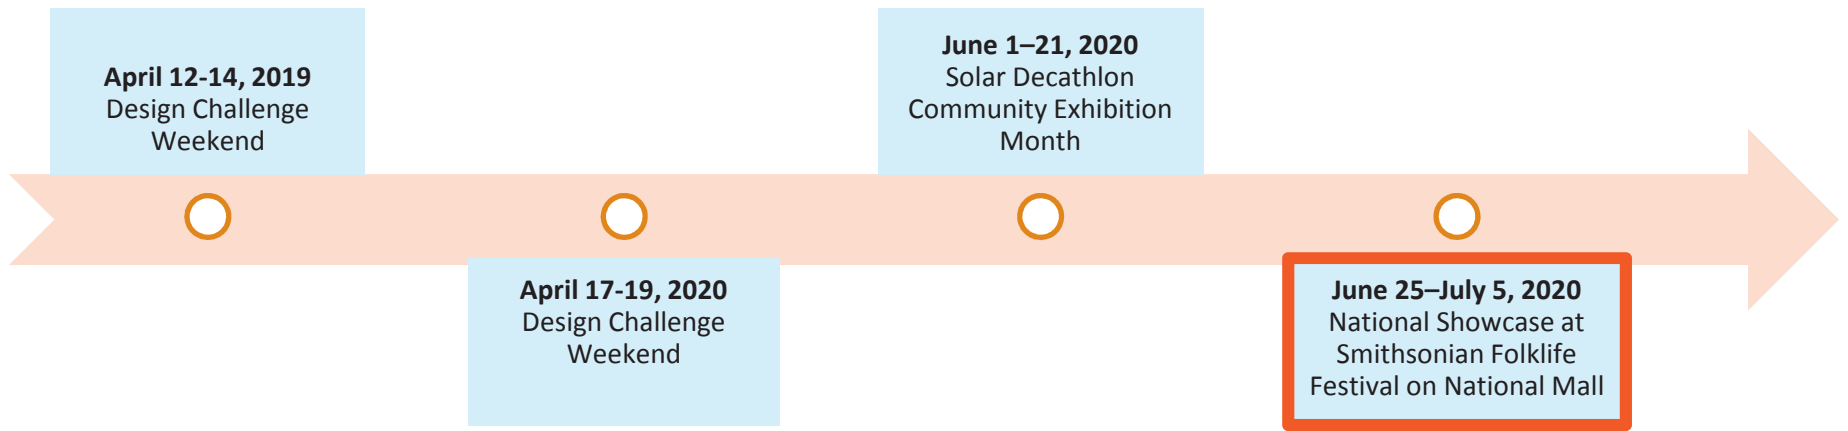 April 12-14, 2019
Design Challenge
Weekend
April 17-19, 2020
Design Challenge
Weekend
June 1–21, 2020
Solar Decathlon
Community Exhibition
Month
June 25–July 5, 2020
National Showcase at
Smithsonian Folklife
Festival on National Mall